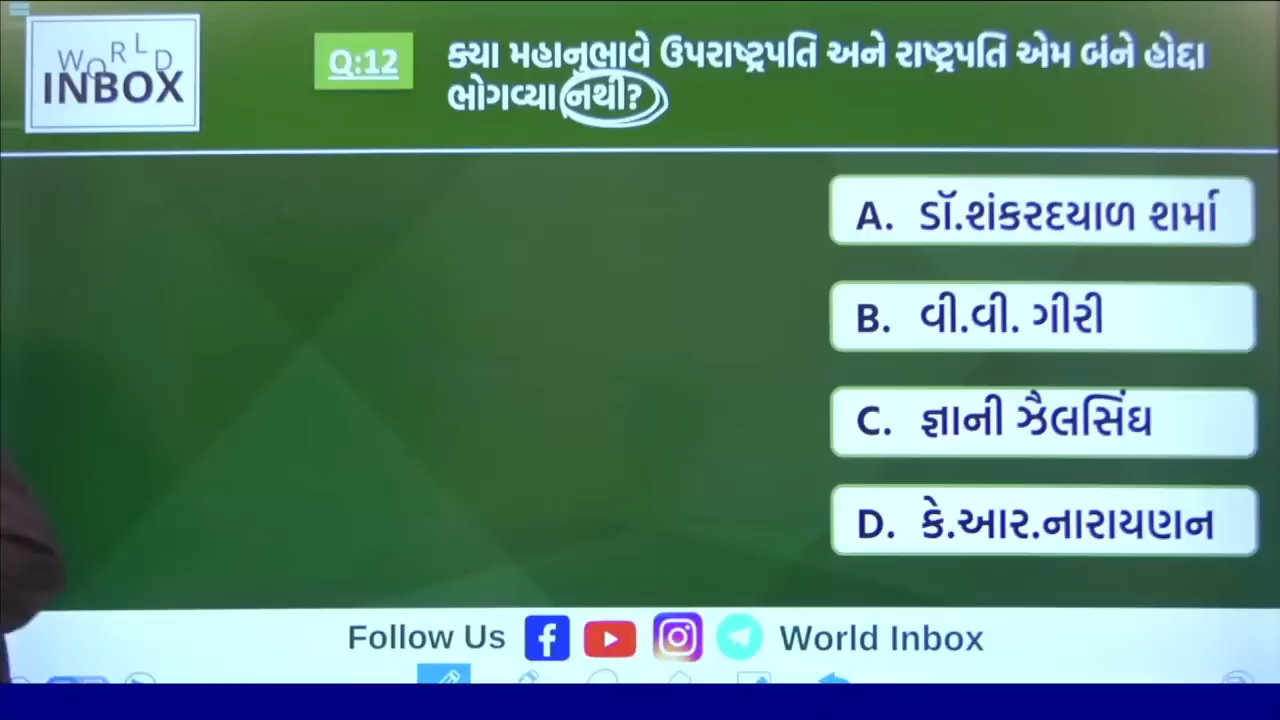 WORLD
INBOX
Q:12
ક્યા મહાનુભાવે ઉપરાષ્ટ્રપતિ અને રાષ્ટ્રપતિ એમ બંને હોદ્દા
ભોગવ્યા નથી?
A. ડૉ.શંકરદયાળ શર્મા
B. વી.વી. ગીરી
C. જ્ઞાની ઝૈલસિંઘ
D. કે.આર.નારાયણન
Follow Us World Inbox